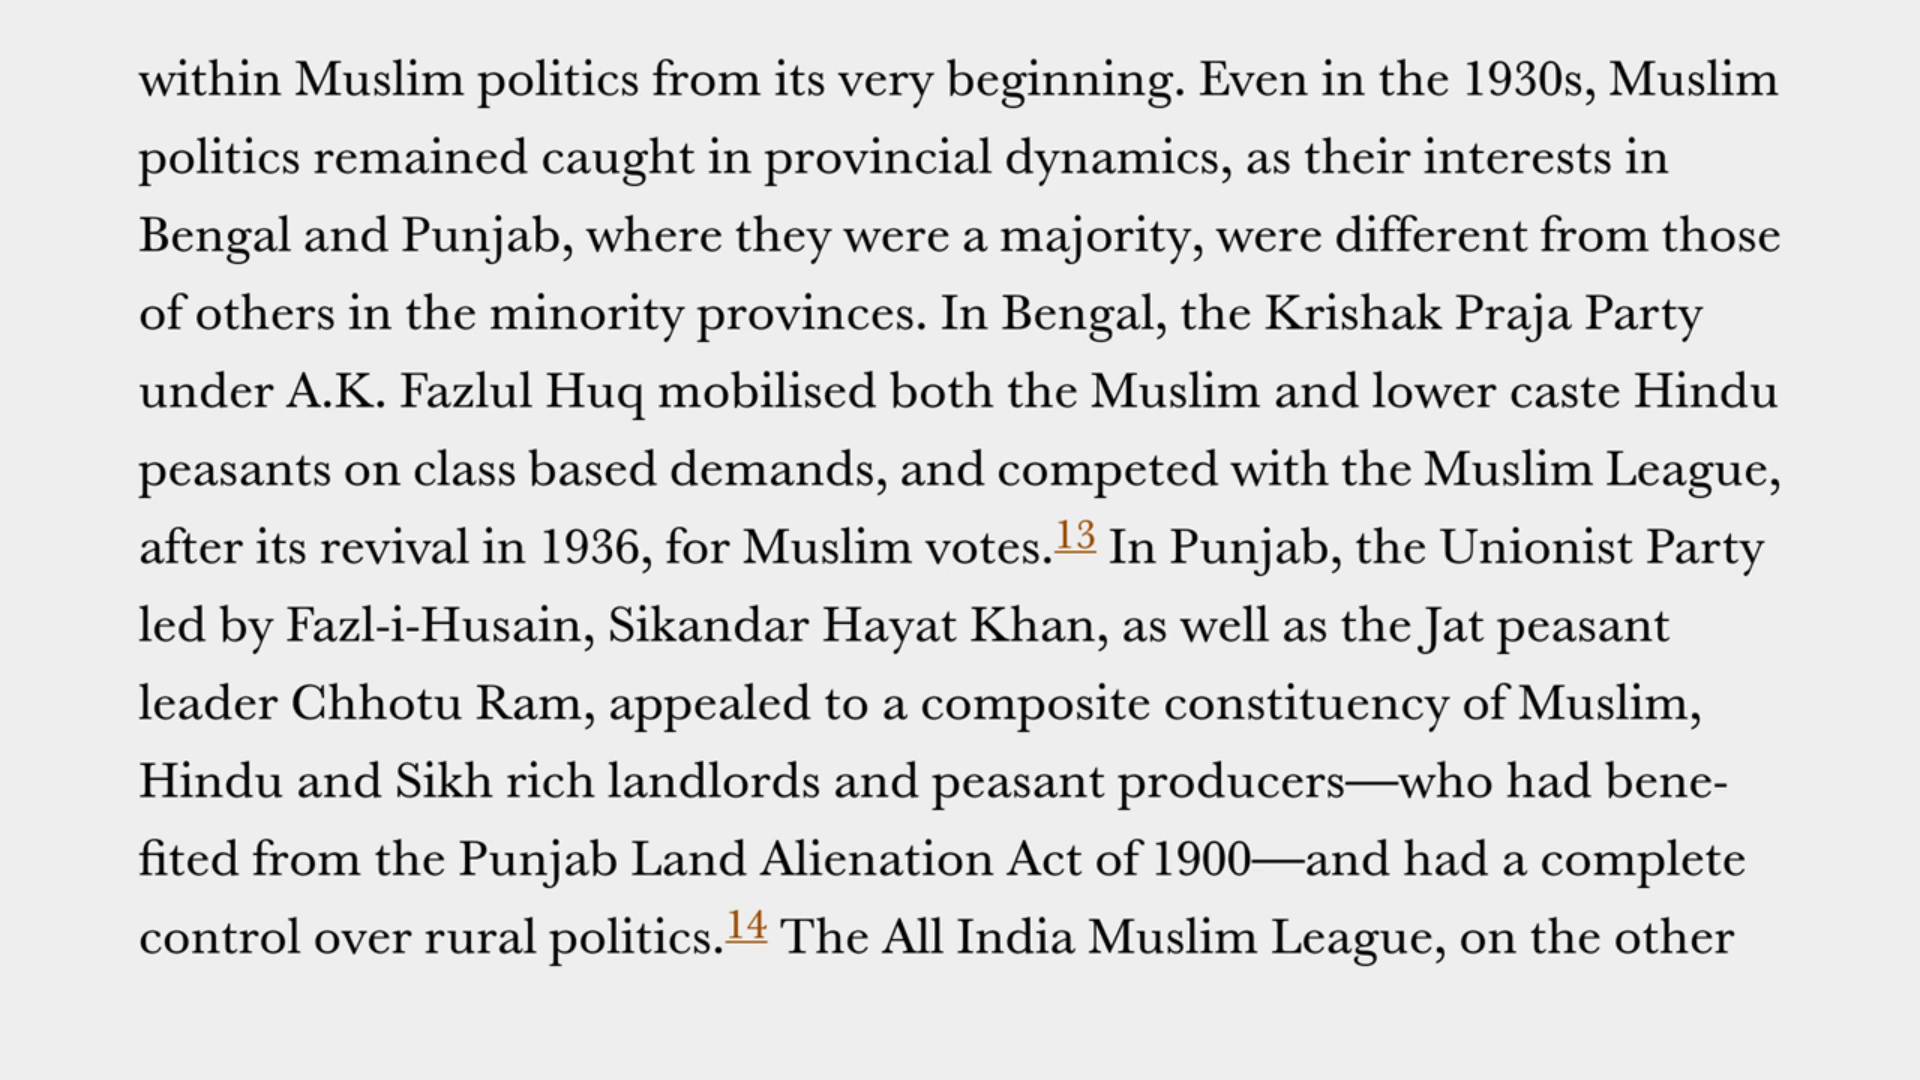 within Muslim politics from its very beginning. Even in the 1930s, Muslim
politics remained caught in provincial dynamics, as their interests in
Bengal and Punjab, where they were a majority, were different from those
of others in the minority provinces. In Bengal, the Krishak Praja Party
under A.K. Fazlul Huq mobilised both the Muslim and lower caste Hindu
peasants on class based demands, and competed with the Muslim League,
after its revival in 1936, for Muslim votes.13 In Punjab, the Unionist Party
led by Fazl-i-Husain, Sikandar Hayat Khan, as well as the Jat peasant
leader Chhotu Ram, appealed to a composite constituency of Muslim,
Hindu and Sikh rich landlords and peasant producers—who had bene-
fited from the Punjab Land Alienation Act of 1900—and had a complete
control over rural politics.14 The All India Muslim League, on the other